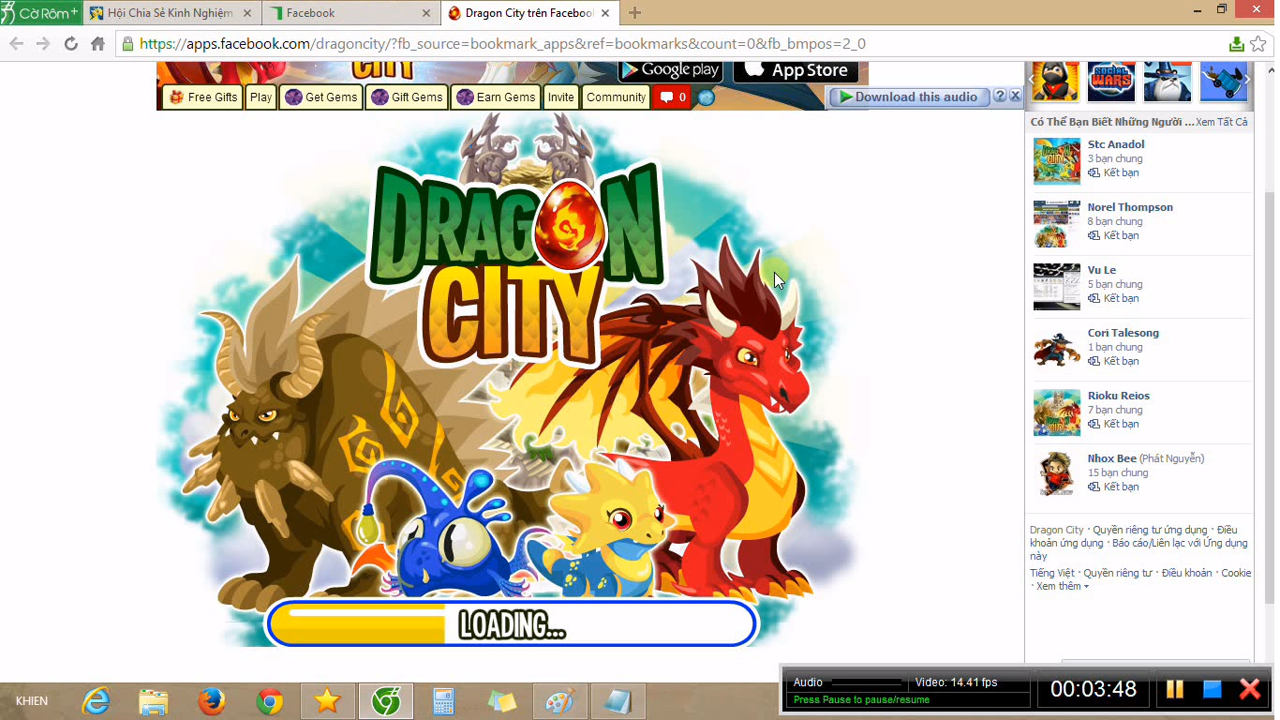 Cờ Rôm+
Hội Chia Sẻ Kinh Nghiệm
Facebook
Dragon City trên Faceboo
https://apps.facebook.com/dragoncity/?fb_source=bookmark_apps&ref=bookmarks&count=0&fb_bmpos=2_0
CITY
Google play
App Store
SOCIAL WARS
Free Gifts
Play
Get Gems
Gift Gems
Earn Gems
Invite
Community
0
Download this audio
?
Có Thể Bạn Biết Những Người ...
Xem Tất Cả
Stc Anadol
3 bạn chung
Kết bạn
Norel Thompson
8 bạn chung
Kết bạn
Vu Le
5 bạn chung
Kết bạn
Cori Talesong
1 bạn chung
Kết bạn
Rioku Reios
7 bạn chung
Kết bạn
Nhox Bee (Phát Nguyễn)
15 bạn chung
Kết bạn
DRAGON
CITY
LOADING...
Dragon City · Quyền riêng tư ứng dụng · Điều
khoản ứng dụng · Báo cáo/Liên lạc với Ứng dụng
này
Tiếng Việt · Quyền riêng tư · Điều khoản · Cookie
· Xem thêm
Audio
Video: 14.41 fps
Press Pause to pause/resume
00:03:48
KHIEN